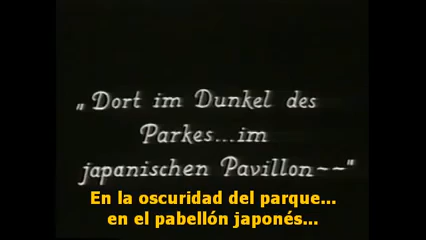 „Dort im Dunkel des
Parkes...im
japanischen Pavillon~~"
En la oscuridad del parque...
en el pabellón japonés...